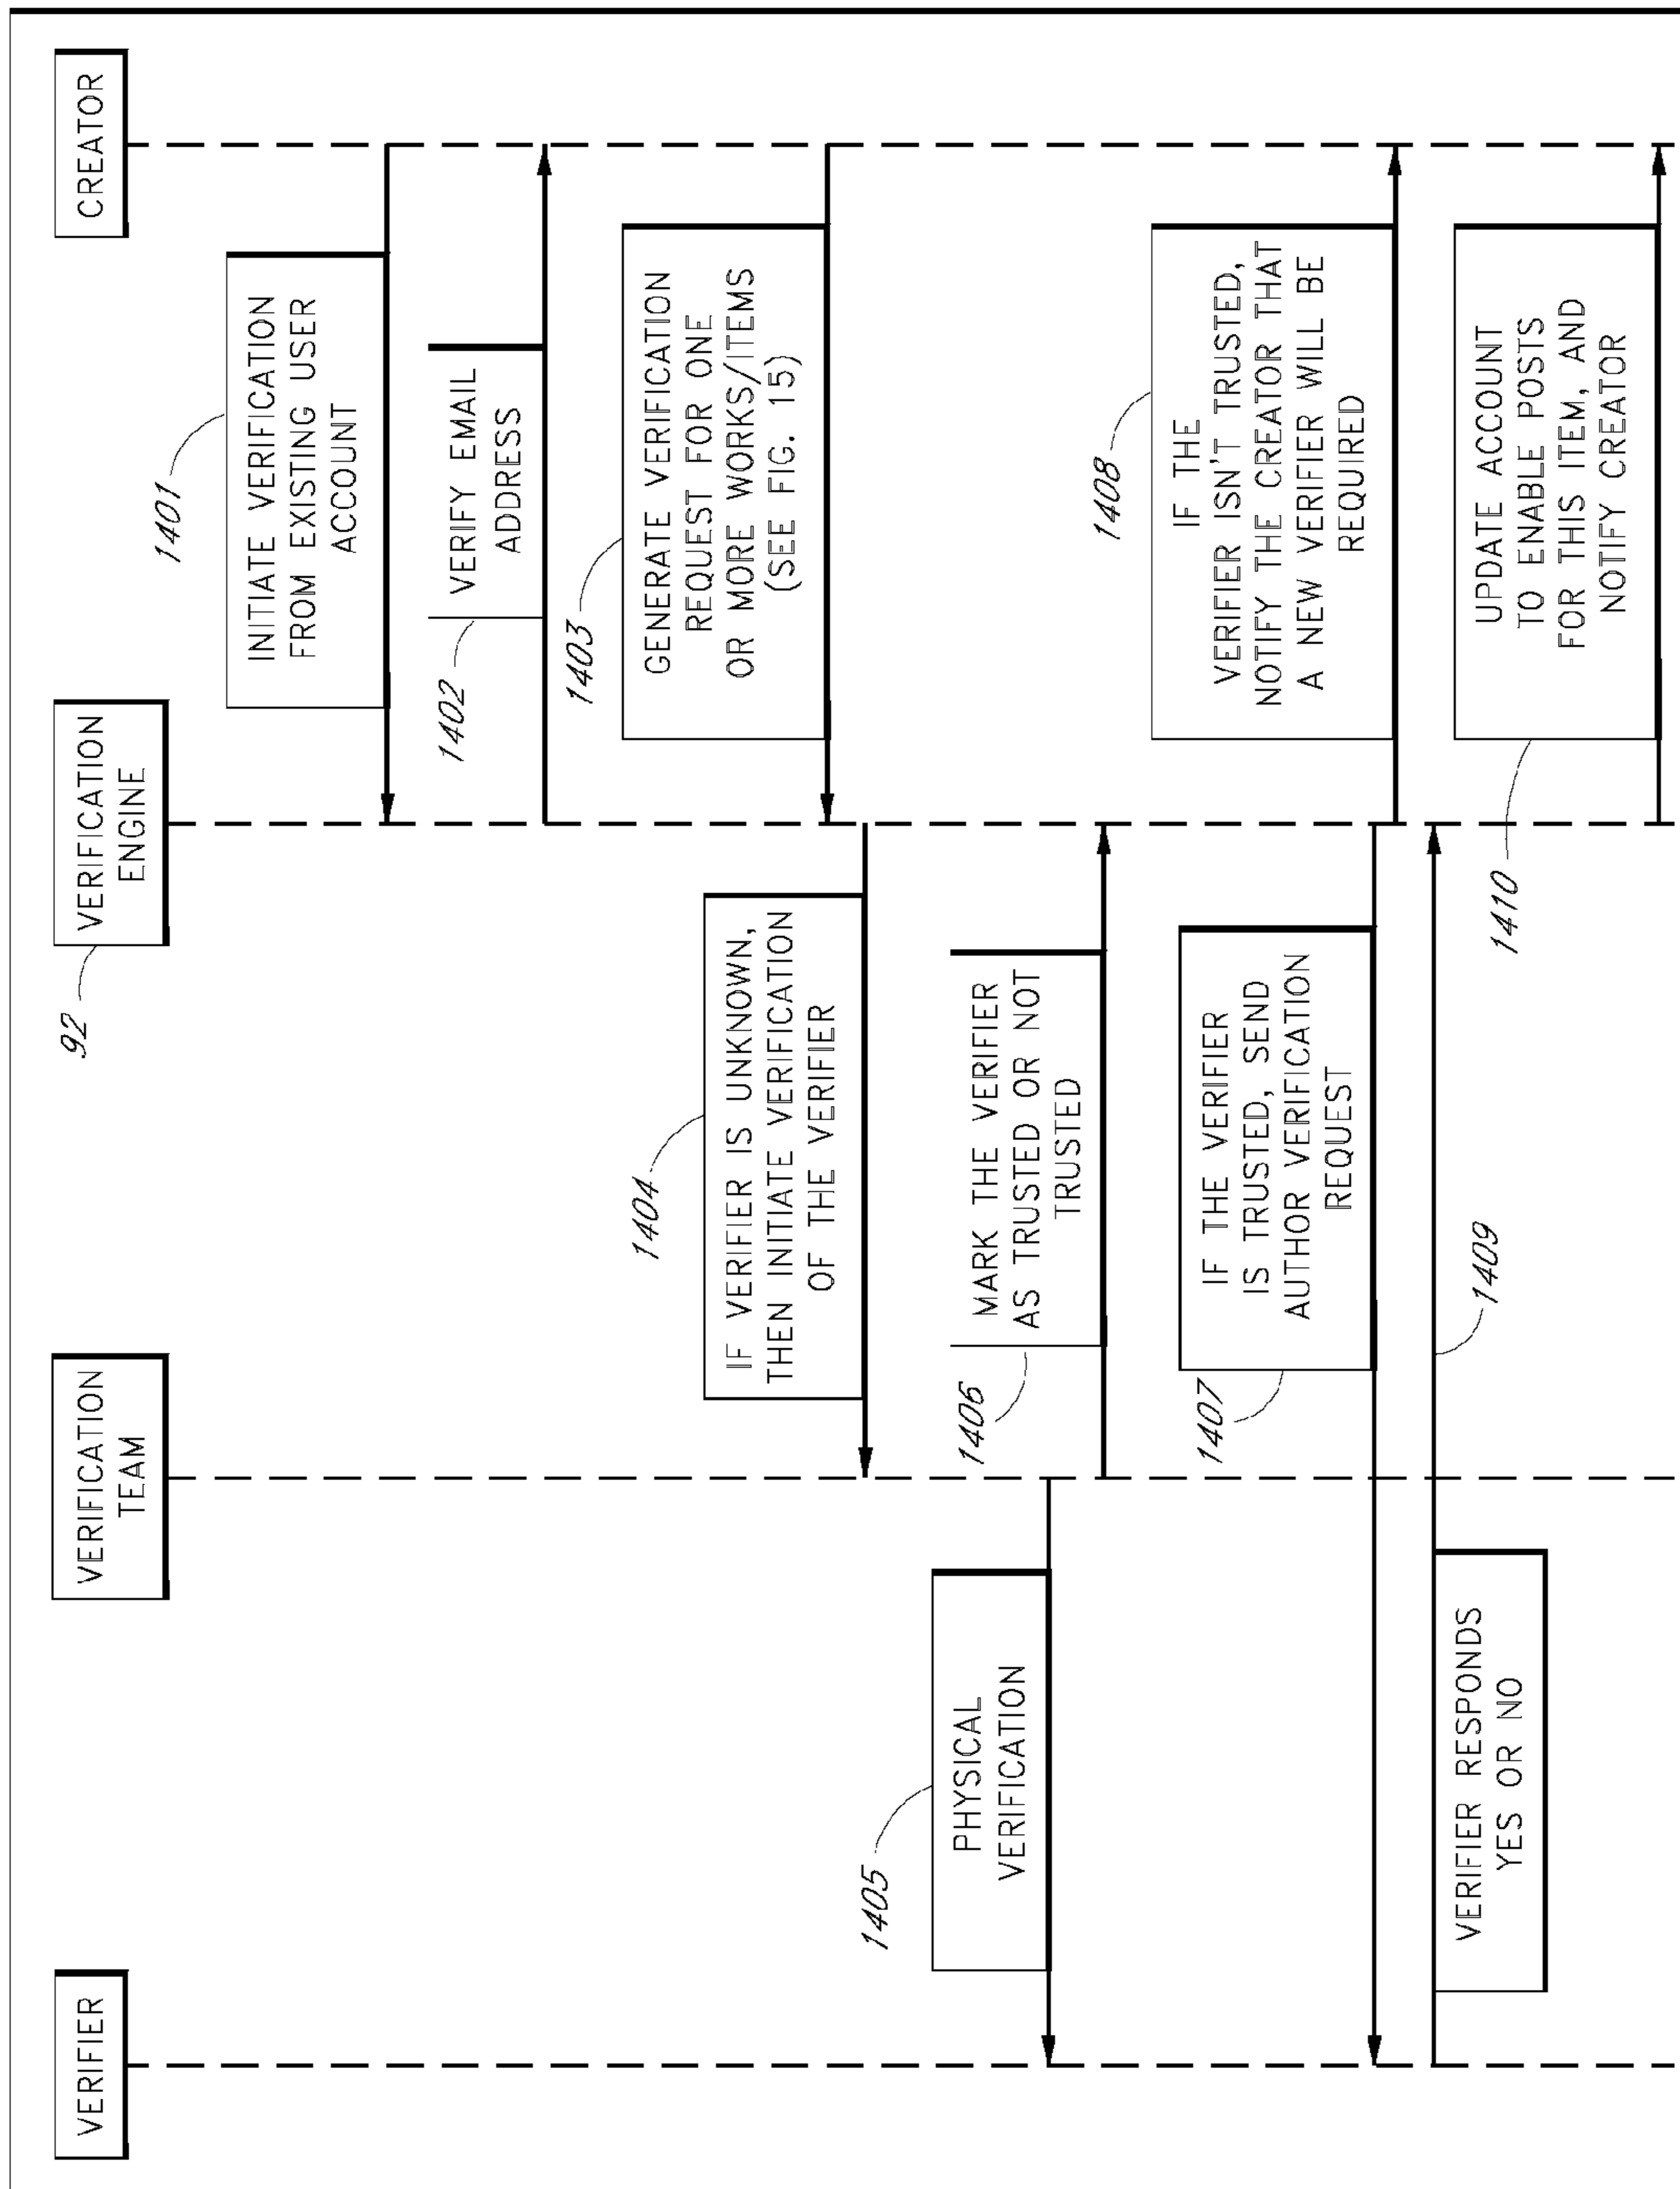 VERIFIER
VERIFICATION
TEAM
VERIFICATION
ENGINE
92
CREATOR
1401
INITIATE VERIFICATION
FROM EXISTING USER
ACCOUNT
1402
VERIFY EMAIL
ADDRESS
1403
GENERATE VERIFICATION
REQUEST FOR ONE
OR MORE WORKS/ITEMS
(SEE FIG. 15)
1404
IF VERIFIER IS UNKNOWN,
THEN INITIATE VERIFICATION
OF THE VERIFIER
1405
PHYSICAL
VERIFICATION
1406
MARK THE VERIFIER
AS TRUSTED OR NOT
TRUSTED
1407
IF THE VERIFIER
IS TRUSTED, SEND
AUTHOR VERIFICATION
REQUEST
1408
IF THE
VERIFIER ISN'T TRUSTED,
NOTIFY THE CREATOR THAT
A NEW VERIFIER WILL BE
REQUIRED
1409
VERIFIER RESPONDS
YES OR NO
1410
UPDATE ACCOUNT
TO ENABLE POSTS
FOR THIS ITEM, AND
NOTIFY CREATOR